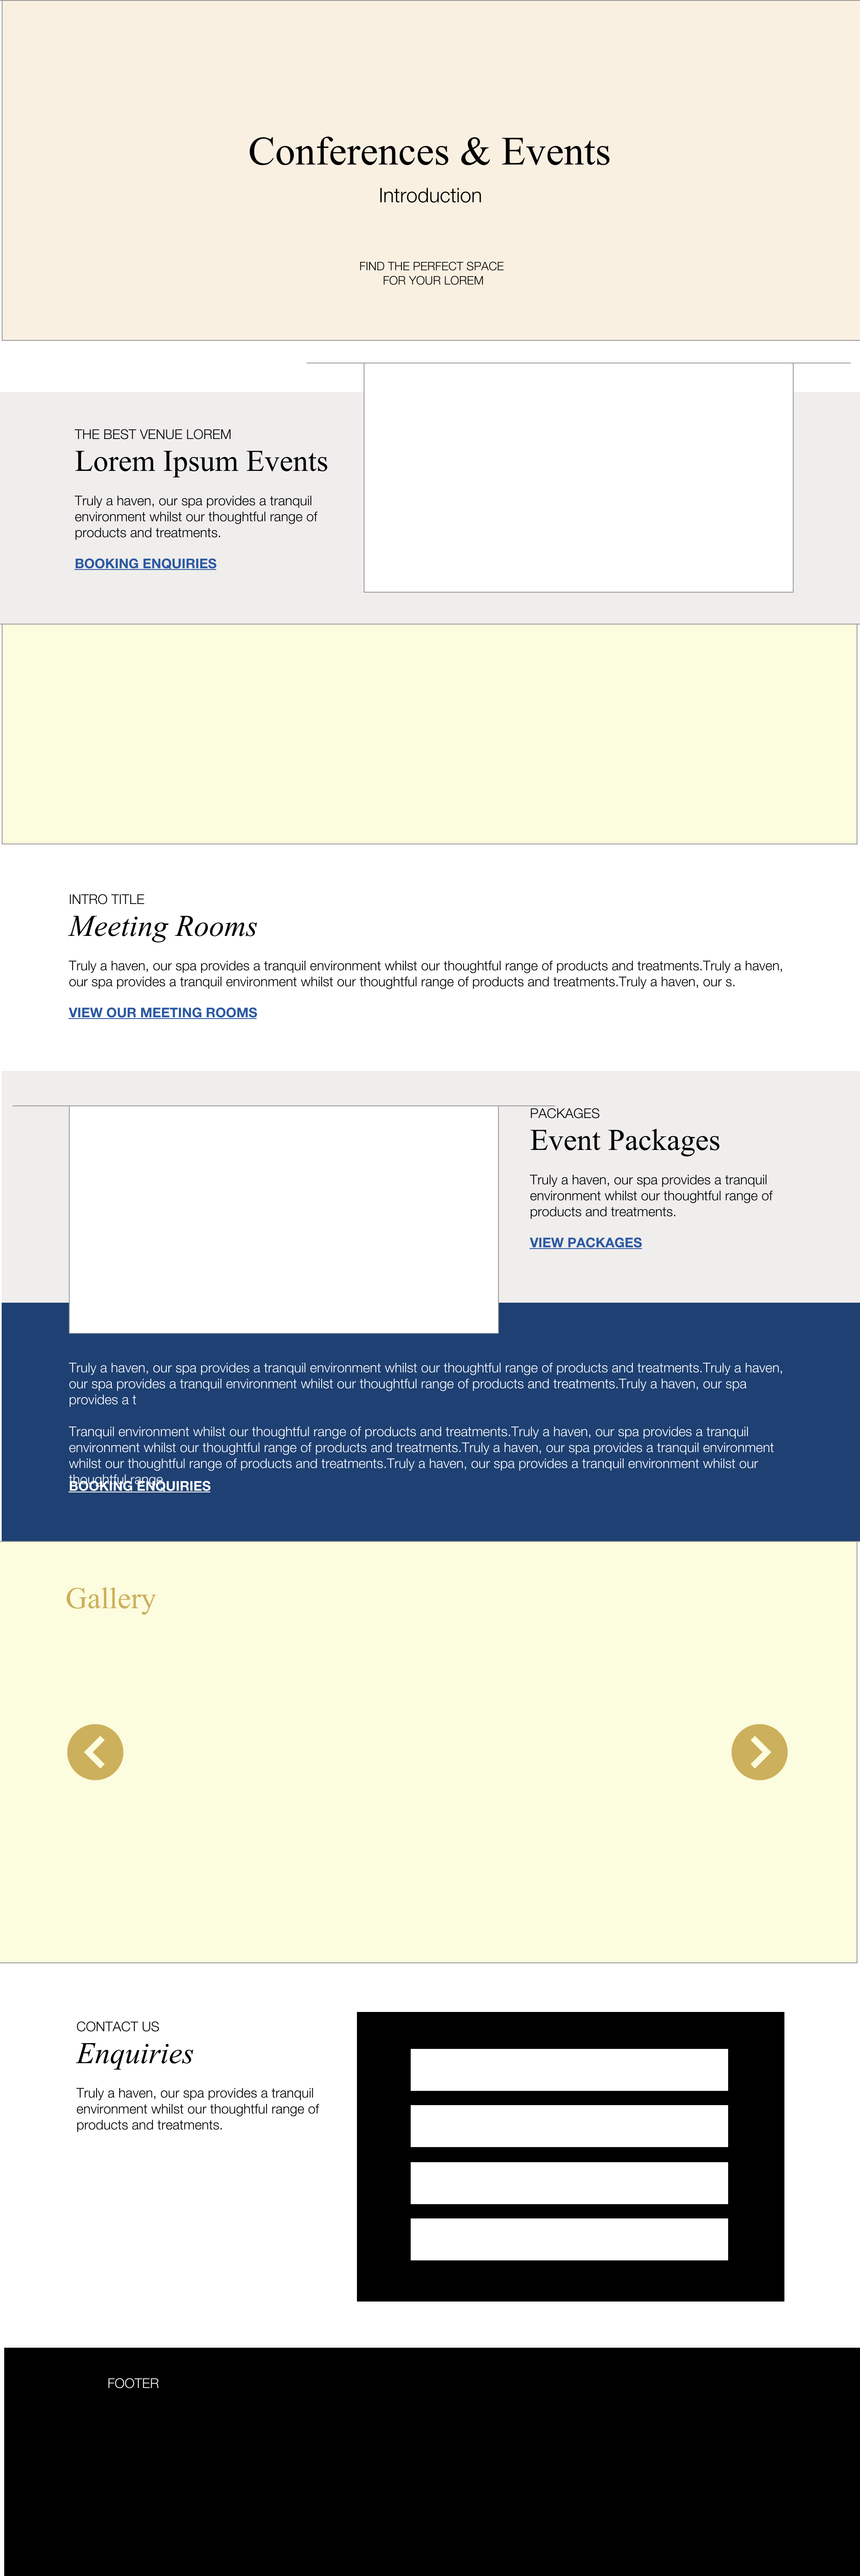 Conferences & Events
Introduction
FIND THE PERFECT SPACE
FOR YOUR LOREM
THE BEST VENUE LOREM
Lorem Ipsum Events
Truly a haven, our spa provides a tranquil
environment whilst our thoughtful range of
products and treatments.
BOOKING ENQUIRIES
INTRO TITLE
Meeting Rooms
Truly a haven, our spa provides a tranquil environment whilst our thoughtful range of products and treatments.Truly a haven,
our spa provides a tranquil environment whilst our thoughtful range of products and treatments.Truly a haven, our s.
VIEW OUR MEETING ROOMS
PACKAGES
Event Packages
Truly a haven, our spa provides a tranquil
environment whilst our thoughtful range of
products and treatments.
VIEW PACKAGES
Truly a haven, our spa provides a tranquil environment whilst our thoughtful range of products and treatments.Truly a haven,
our spa provides a tranquil environment whilst our thoughtful range of products and treatments.Truly a haven, our spa
provides a t
Tranquil environment whilst our thoughtful range of products and treatments.Truly a haven, our spa provides a tranquil
environment whilst our thoughtful range of products and treatments.Truly a haven, our spa provides a tranquil environment
whilst our thoughtful range of products and treatments.Truly a haven, our spa provides a tranquil environment whilst our
thoughtful range
BOOKING ENQUIRIES
Gallery
CONTACT US
Enquiries
Truly a haven, our spa provides a tranquil
environment whilst our thoughtful range of
products and treatments.
FOOTER